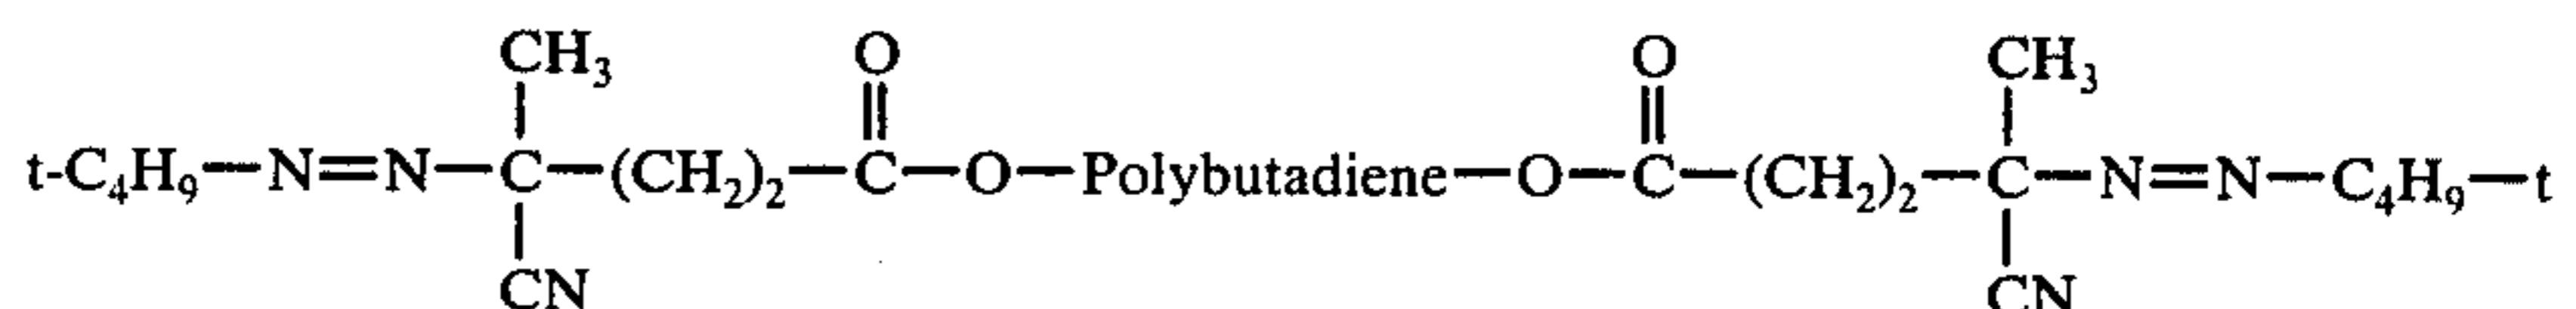 CH₃ O O CH₃
t-C₄H₉—N=N—C—(CH₂)₂—C—O—Polybutadiene—O—C—(CH₂)₂—C—N=N—C₄H₉—t
CN CN